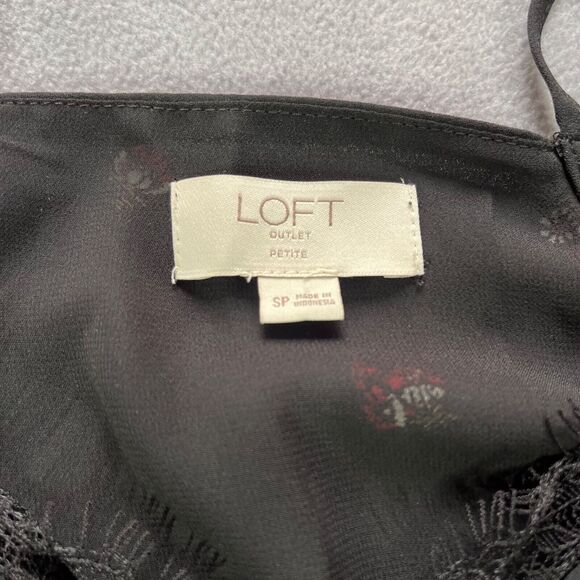 LOFT
OUTLET
PETITE
SP MADE IN
INDONESIA